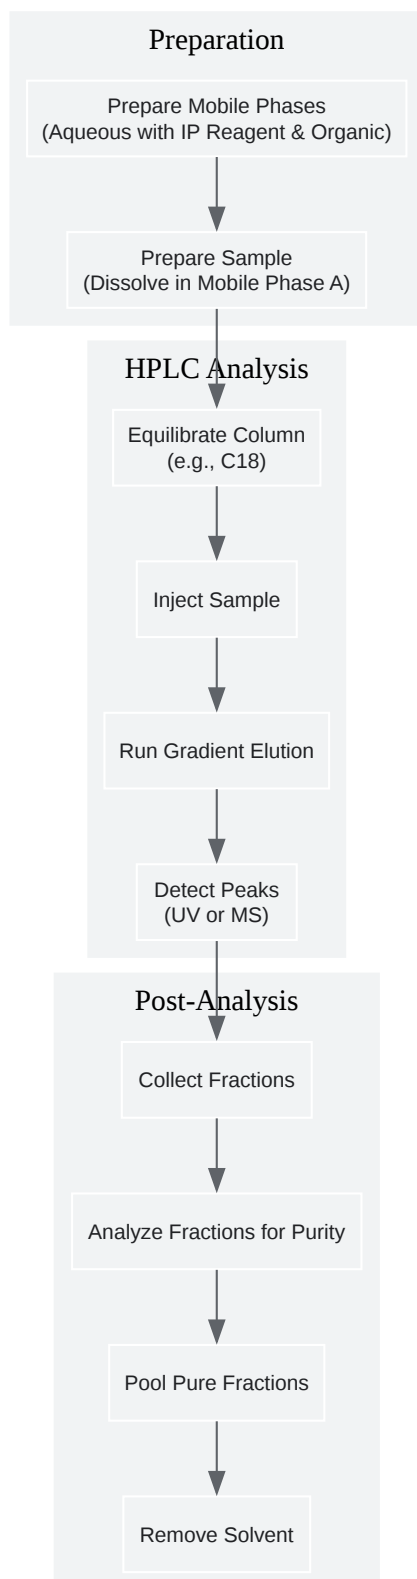 Preparation
Prepare Mobile Phases
(Aqueous with IP Reagent & Organic)
Prepare Sample
(Dissolve in Mobile Phase A)
HPLC Analysis
Equilibrate Column
(e.g., C18)
Inject Sample
Run Gradient Elution
Detect Peaks
(UV or MS)
Post-Analysis
Collect Fractions
Analyze Fractions for Purity
Pool Pure Fractions
Remove Solvent